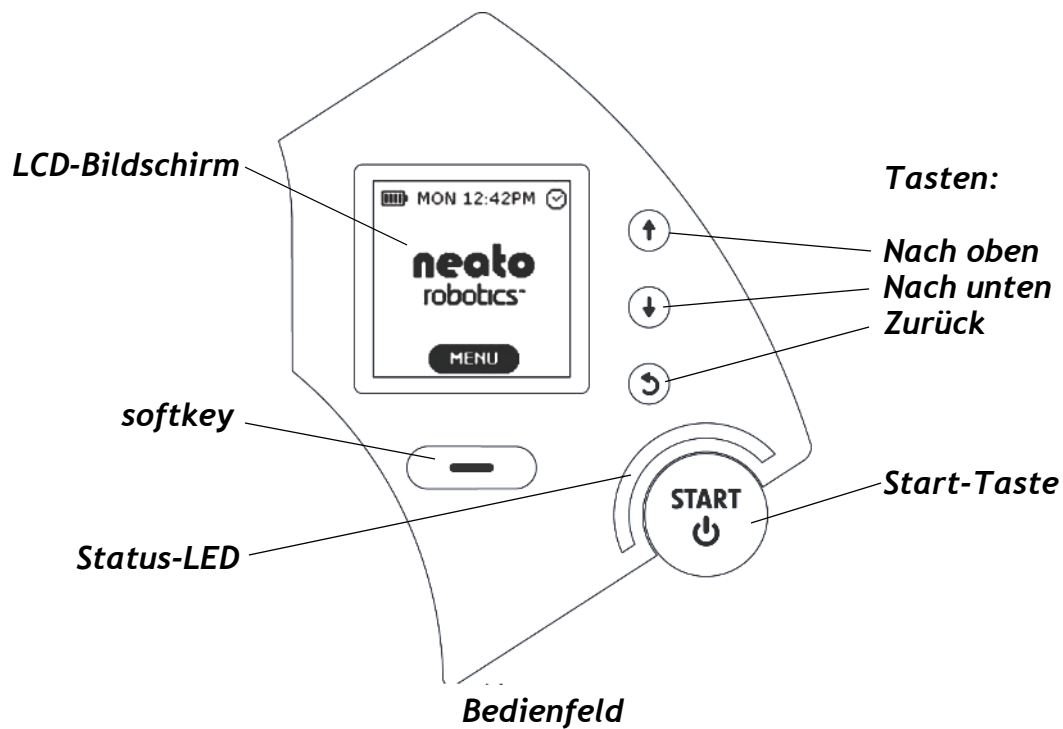 LCD-Bildschirm
MON 12:42PM
neato
robotics™
MENU
Tasten:
Nach oben
Nach unten
Zurück
softkey
START
Start-Taste
Status-LED
Bedienfeld